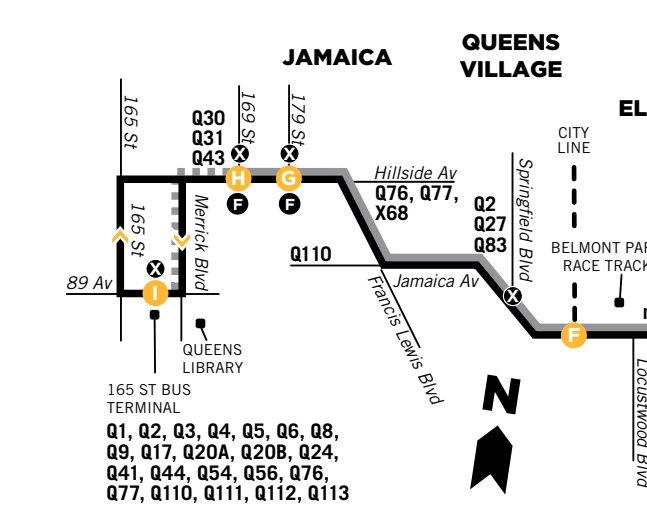 JAMAICA
QUEENS
VILLAGE
EL
CITY
LINE
165 St
Q30
Q31
Q43
169 St
179 St
X
X
H
G
F
F
Hillside Av
Q76, Q77,
X68
Q2
Q27
Q83
Springfield Blvd
165 St
Merrick Blvd
Q110
Jamaica Av
Francis Lewis Blvd
BELMONT PAR
RACE TRACK
X
X
89 Av
I
F
QUEENS
LIBRARY
165 ST BUS
TERMINAL
N
Locustwood Blvd
Q1, Q2, Q3, Q4, Q5, Q6, Q8,
Q9, Q17, Q20A, Q20B, Q24,
Q41, Q44, Q54, Q56, Q76,
Q77, Q110, Q111, Q112, Q113